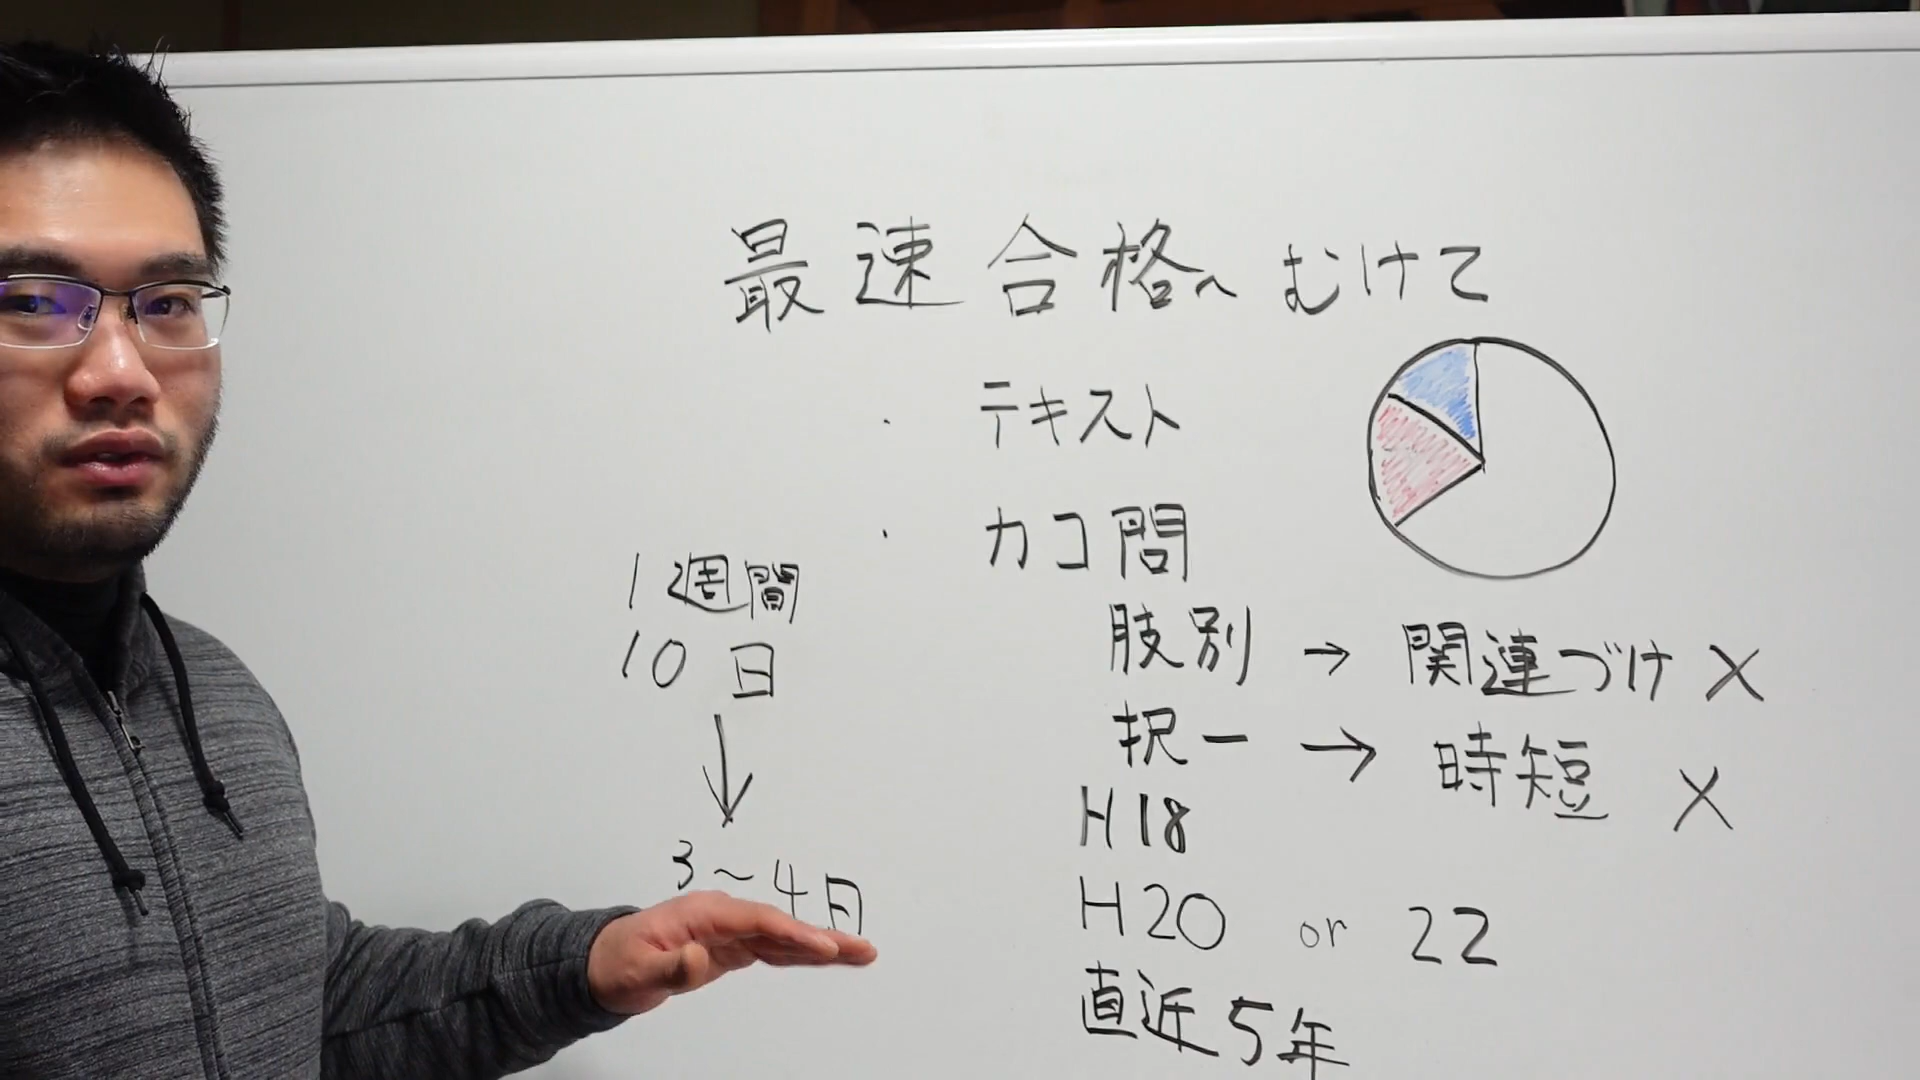 最速合格へむけて
・ テキスト
・ カコ問
肢別 → 関連づけ X
択一 → 時短 X
H18
H20 or 22
直近5年
1週間
10日
↓
3〜4日